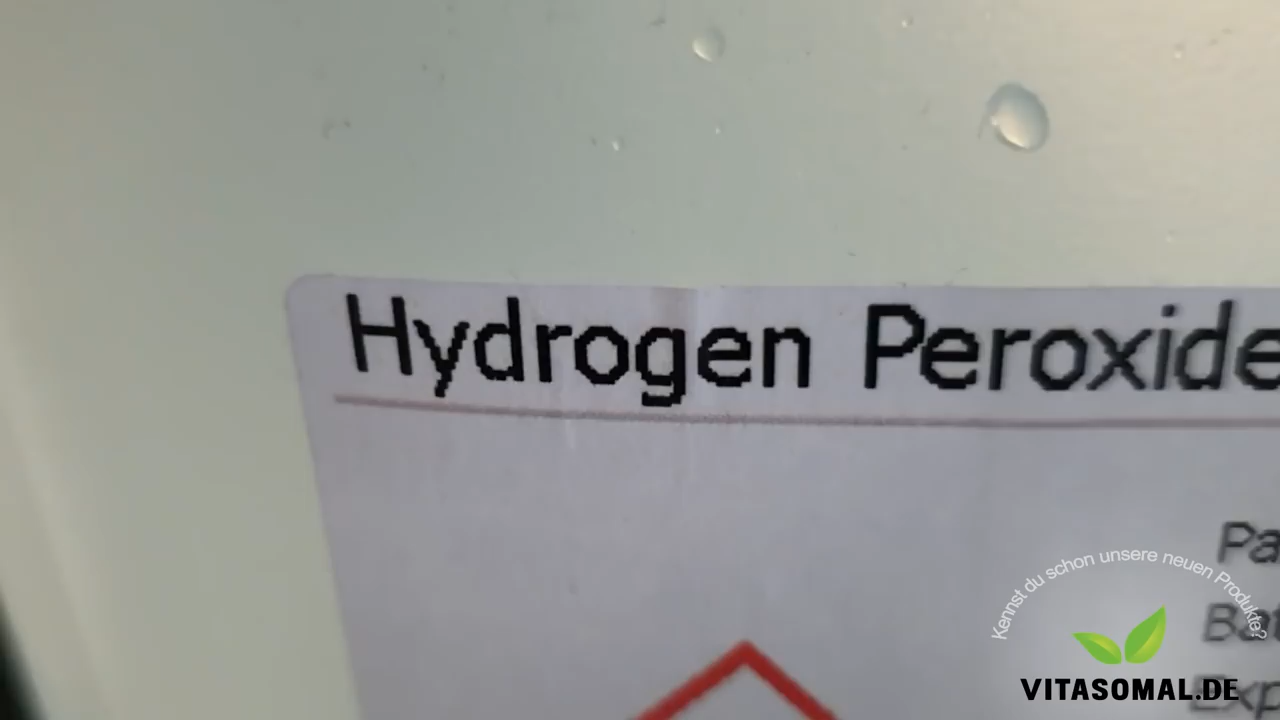 Hydrogen Peroxide
Kennst du schon unsere neuen Produkte?
VITASOMAL.DE